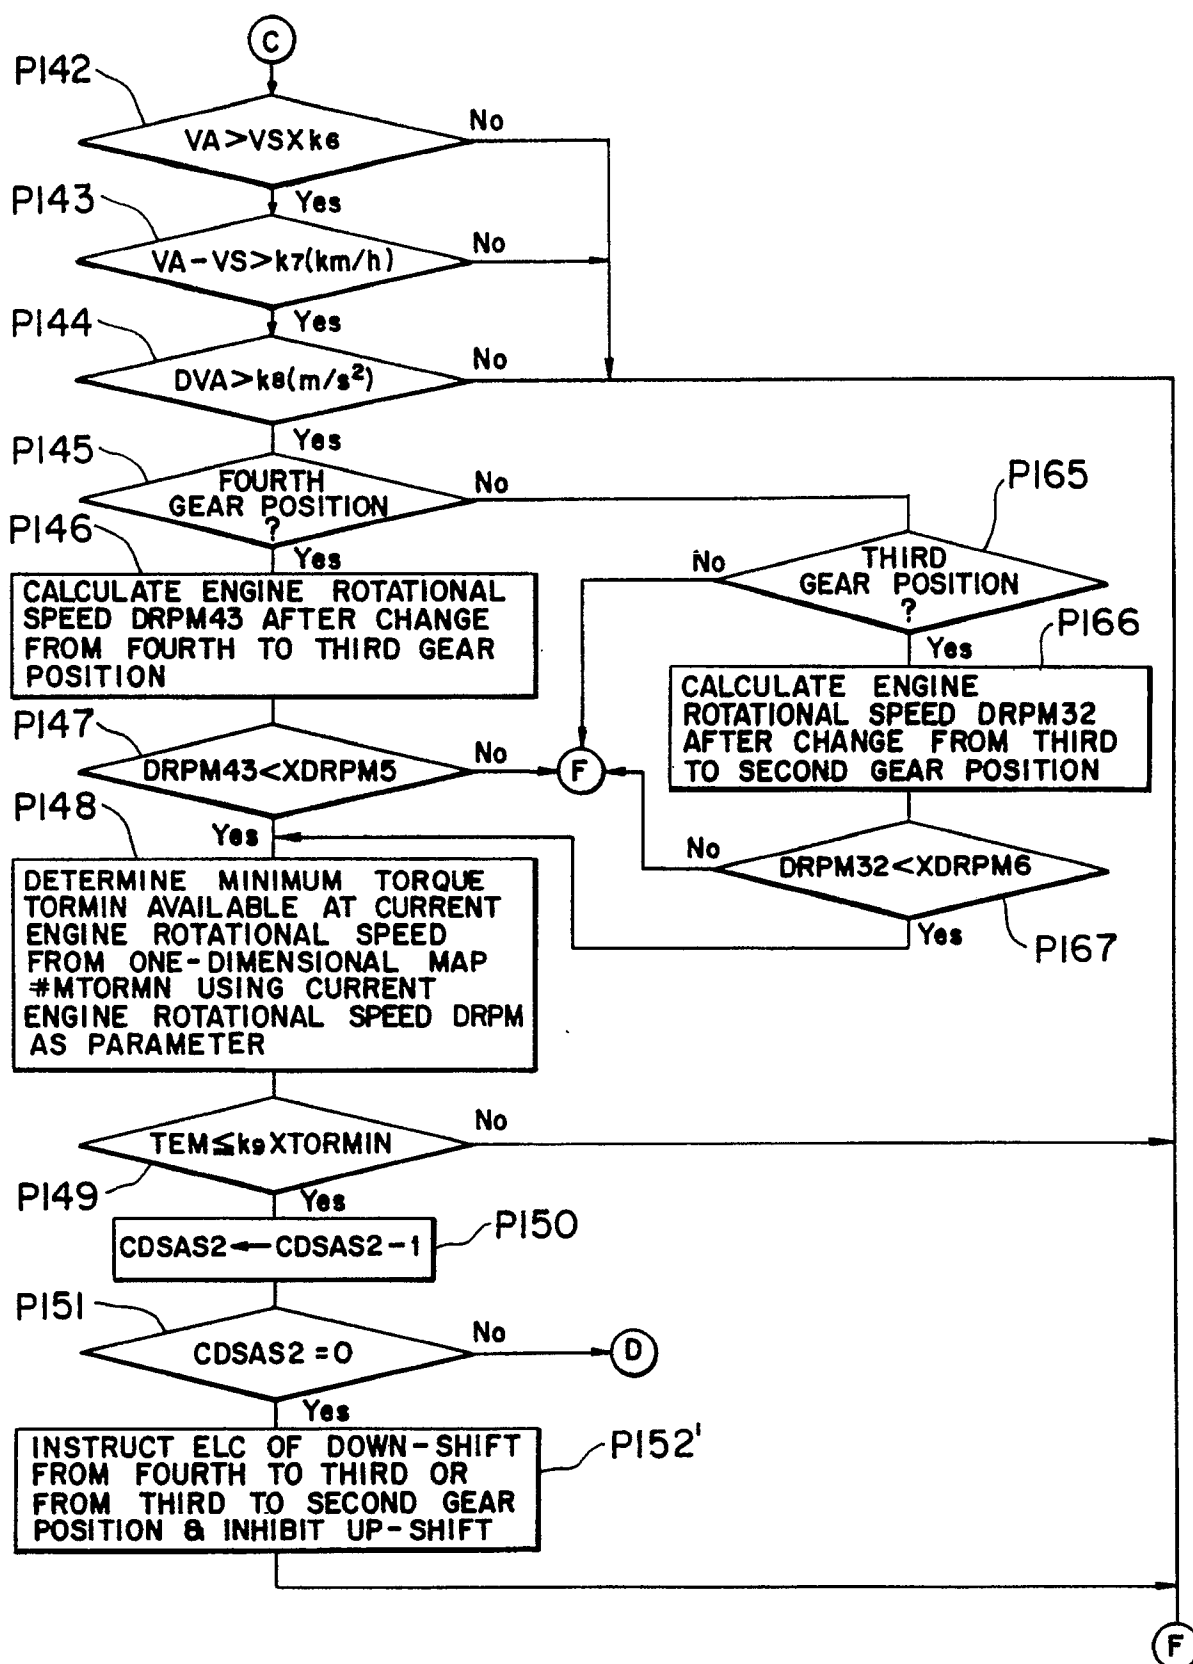 C
P142
VA>VSXk6
No
Yes
P143
VA-VS>k7(km/h)
No
Yes
P144
DVA>k8(m/s²)
No
Yes
P145
FOURTH
GEAR POSITION
?
No
Yes
P165
THIRD
GEAR POSITION
?
No
Yes
P146
CALCULATE ENGINE ROTATIONAL
SPEED DRPM43 AFTER CHANGE
FROM FOURTH TO THIRD GEAR
POSITION
P166
CALCULATE ENGINE
ROTATIONAL SPEED DRPM32
AFTER CHANGE FROM THIRD
TO SECOND GEAR POSITION
P147
DRPM43<XDRPM5
No
F
Yes
DRPM32<XDRPM6
No
Yes
P167
P148
DETERMINE MINIMUM TORQUE
TORMIN AVAILABLE AT CURRENT
ENGINE ROTATIONAL SPEED
FROM ONE-DIMENSIONAL MAP
#MTORMN USING CURRENT
ENGINE ROTATIONAL SPEED DRPM
AS PARAMETER
TEM≦k9XTORMIN
No
P149
Yes
CDSAS2←CDSAS2-1
P150
P151
CDSAS2=0
No
D
Yes
INSTRUCT ELC OF DOWN-SHIFT
FROM FOURTH TO THIRD OR
FROM THIRD TO SECOND GEAR
POSITION & INHIBIT UP-SHIFT
P152'
F